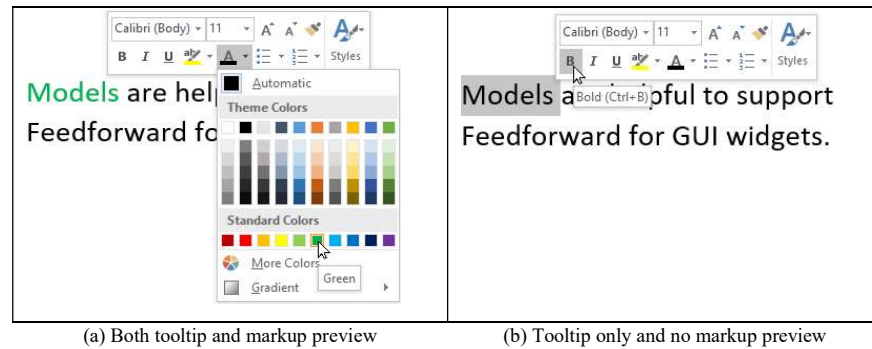 Calibri (Body) 11 A A A
B I U aby A Styles
Automatic
Models are hel
Theme Colors
Feedforward fo
Standard Colors
More Colors
Green
Gradient
Calibri (Body) 11 A A A
B I U aby A Styles
Models a pful to support
Bold (Ctrl+B)
Feedforward for GUI widgets.
(a) Both tooltip and markup preview
(b) Tooltip only and no markup preview